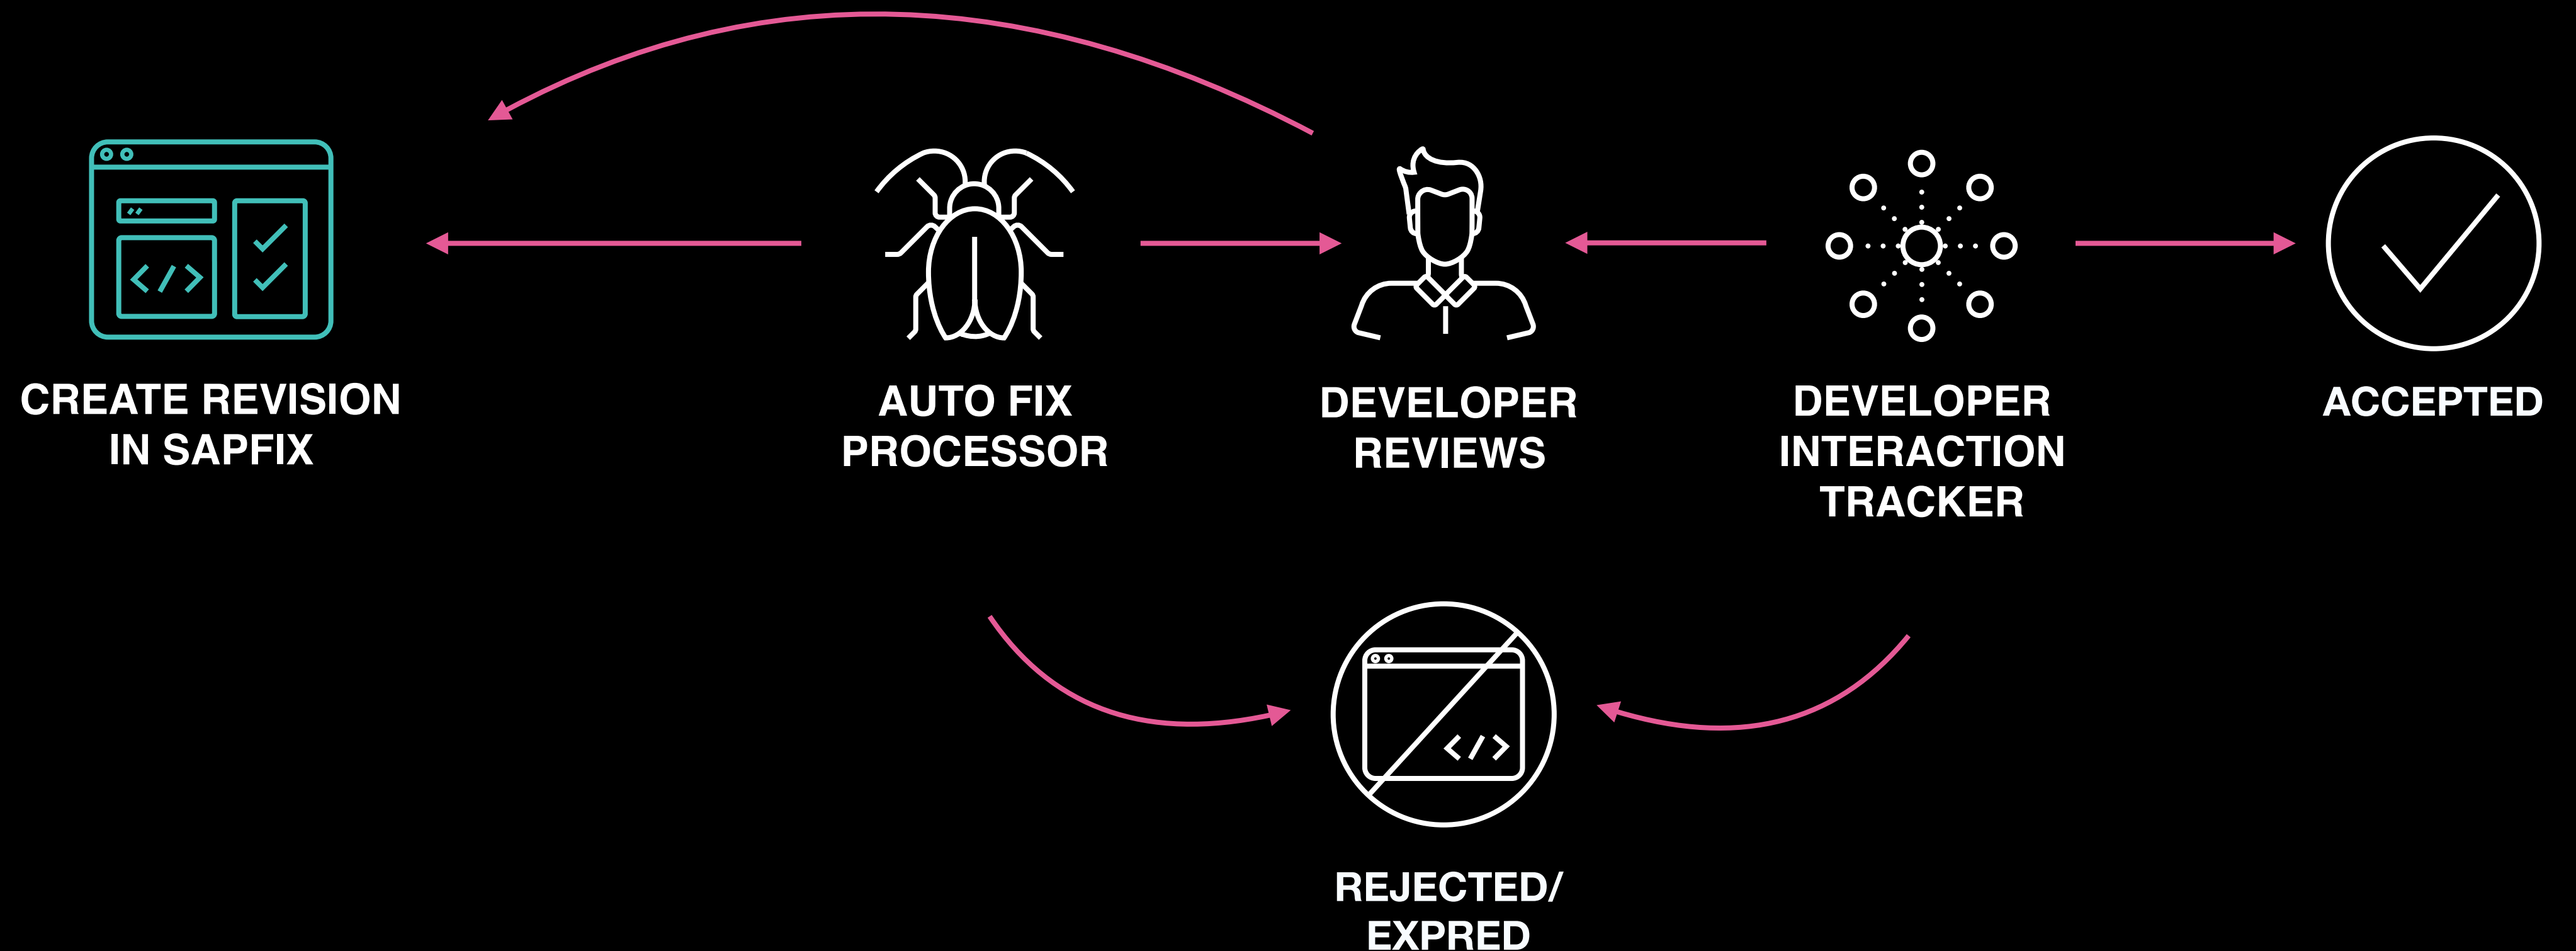 CREATE REVISION
IN SAPFIX
AUTO FIX
PROCESSOR
DEVELOPER
REVIEWS
DEVELOPER
INTERACTION
TRACKER
ACCEPTED
</>
</>
REJECTED/
EXPRED